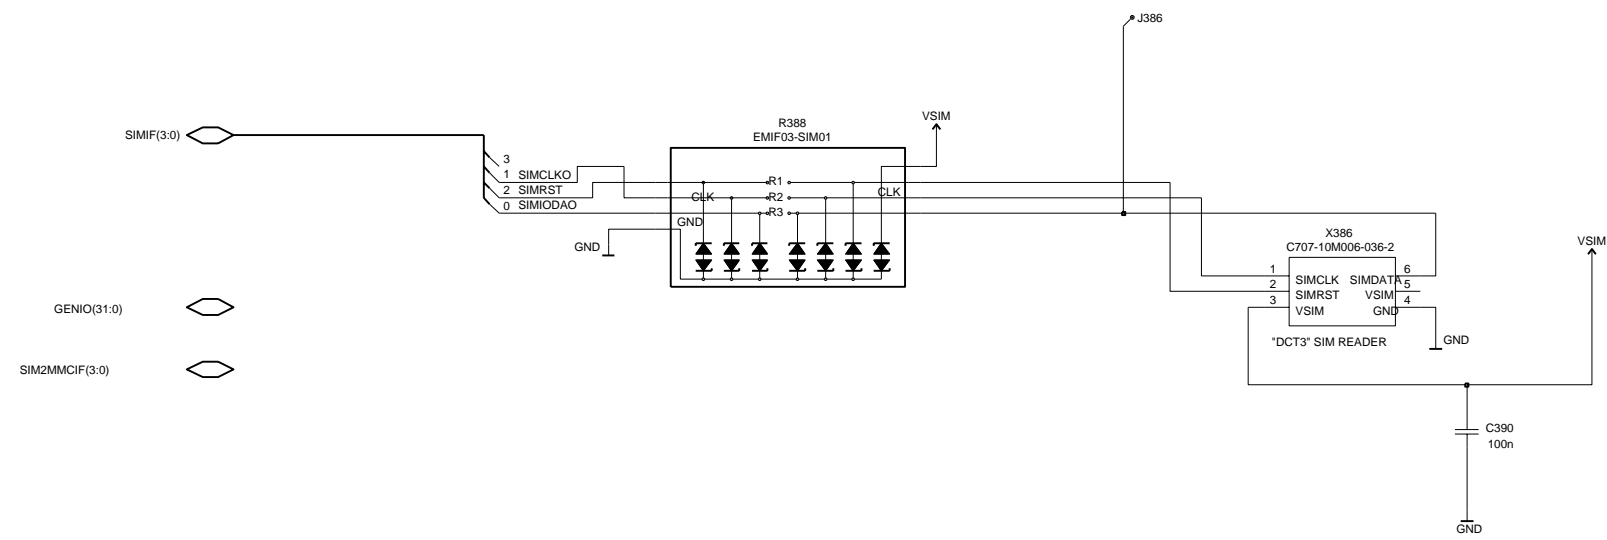 J386
SIMIF(3:0)
R388
EMIF03-SIM01
VSIM
3
1 SIMCLKO
2 SIMRST
0 SIMIODAO
R1
CLK R2 CLK
R3
GND
GND
X386
C707-10M006-036-2
VSIM
1 SIMCLK SIMDATA 6
2 SIMRST VSIM 5
3 VSIM GND 4
"DCT3" SIM READER
GND
GENIO(31:0)
SIM2MMCIF(3:0)
C390
100n
GND